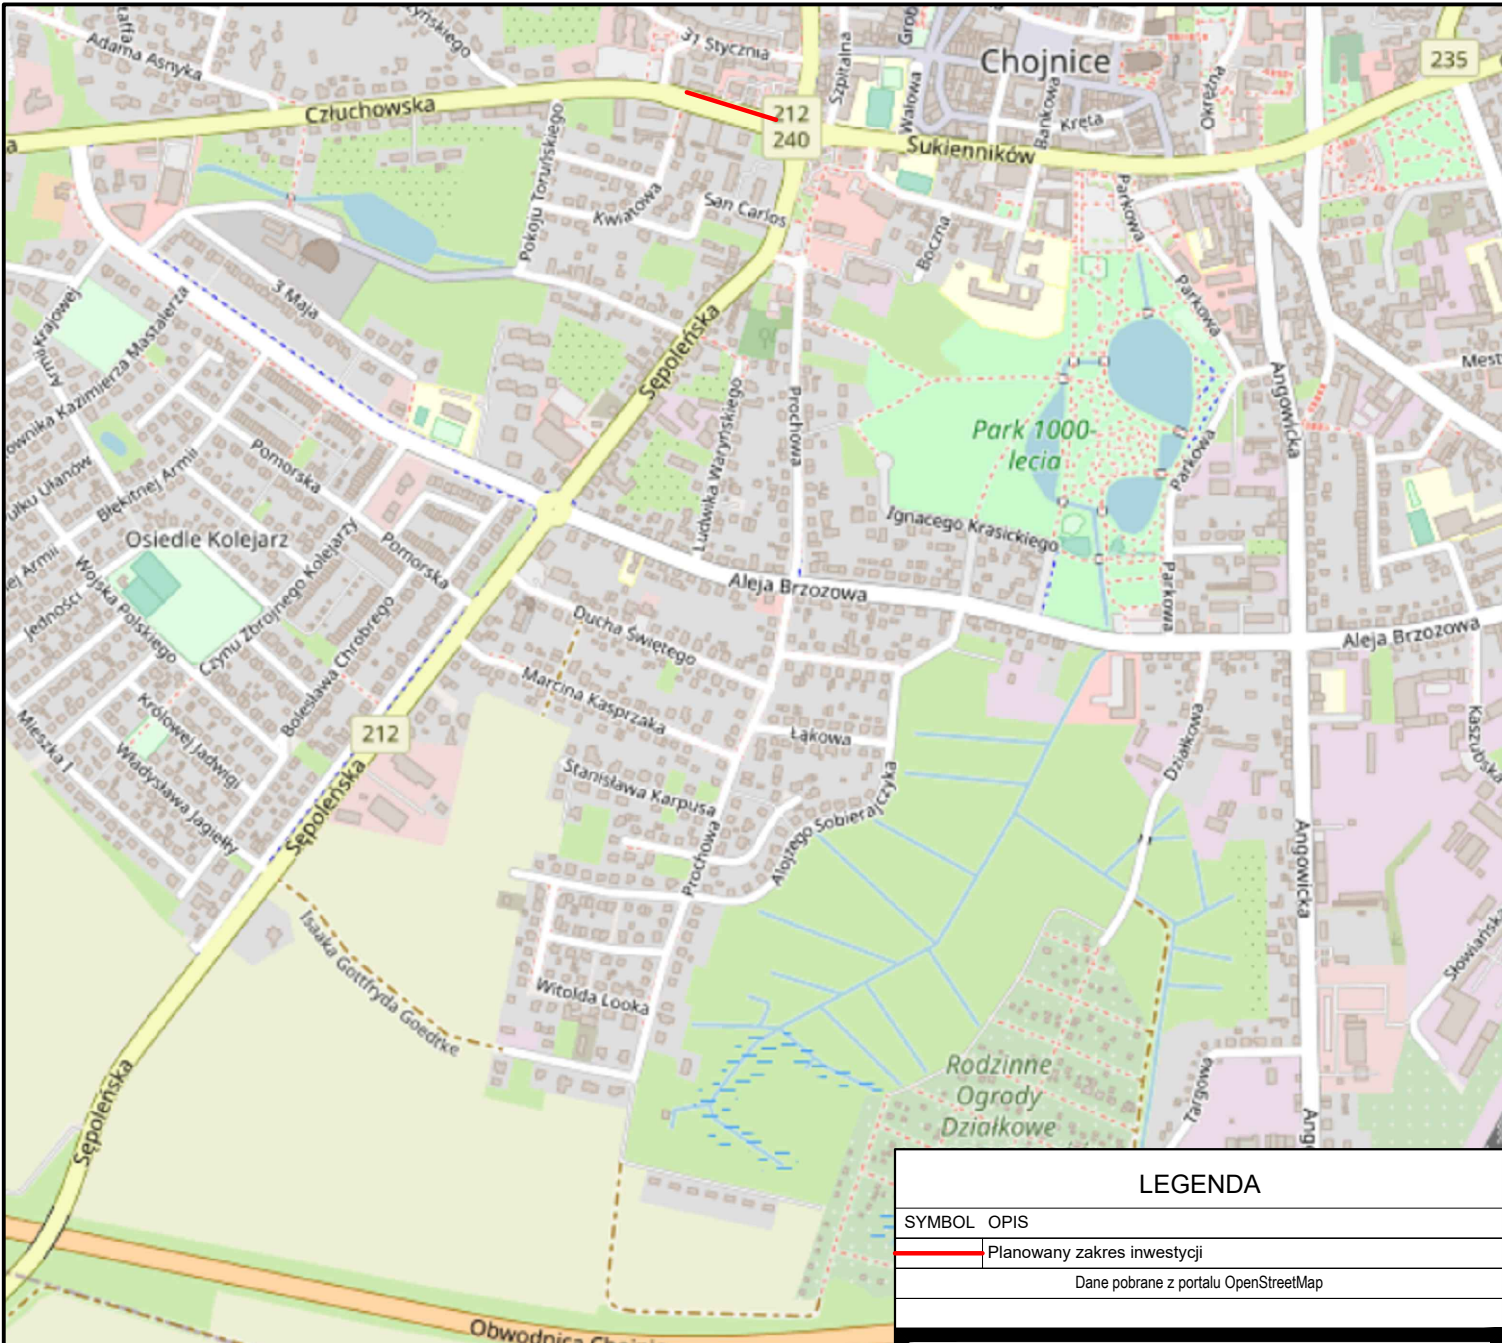 Adama Asnyka
31 Stycznia
Szpitalna
Wałowa
Chojnice
Okrężna
235
Człuchowska
212
240
Bankowa
Kręta
Sukienników
Pokoju Toruńskiego
Kwiatowa
San Carlos
Boczna
Parkowa
Parkowa
3 Maja
Armii Krajowej
Sępoleńska
Ludwika Waryńskiego
Prochowa
Park 1000-
lecia
Parkowa
Angowicka
Pomorska
Błękitnej Armii
Osiedle Kolejarz
Ignacego Krasickiego
Pomorska
Wojska Polskiego
Czynu Zbrojnego Kolejarzy
Jedności
Aleja Brzozowa
Parkowa
Aleja Brzozowa
Ducha Świętego
Bolesława Chrobrego
Marcina Kasprzaka
Królowej Jadwigi
Mieszka I
Władysława Jagiełły
212
Łąkowa
Działkowa
Kaszubska
Stanisława Karpusa
Sępoleńska
Prochowa
Alojzego Sobierajczyka
Angowicka
Isaaka Gottfryda Goedtke
Witolda Looka
Słowiańska
Rodzinne
Ogrody
Działkowe
Targowa
Sępoleńska
LEGENDA
SYMBOL OPIS
Planowany zakres inwestycji
Dane pobrane z portalu OpenStreetMap